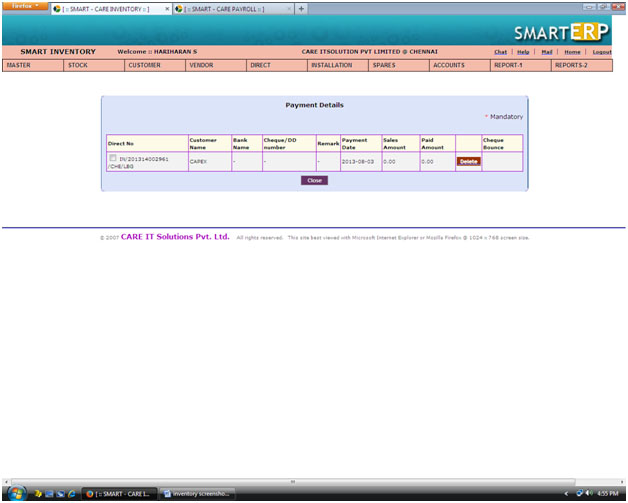 Firefox
[ :: SMART - CARE INVENTORY :: ] × [ :: SMART - CARE PAYROLL :: ] × +
SMARTERP
SMART INVENTORY Welcome :: HARIHARAN S CARE ITSOLUTION PVT LIMITED @ CHENNAI Chat | Help | Mail | Home | Logout
MASTER STOCK CUSTOMER VENDOR DIRECT INSTALLATION SPARES ACCOUNTS REPORT-1 REPORTS-2
Payment Details
* Mandatory
Direct No Customer Name Bank Name Cheque/DD number Remark Payment Date Sales Amount Paid Amount Cheque Bounce
IN/201314002961 /CHE/LBG CAPEX - - - 2013-08-03 0.00 0.00 Delete
Close
© 2007 CARE IT Solutions Pvt. Ltd. All rights reserved. This site best viewed with Microsoft Internet Explorer or Mozilla Firefox @ 1024 x 768 screen size.
[ :: SMART - CARE I... inventory screensho... 4:55 PM